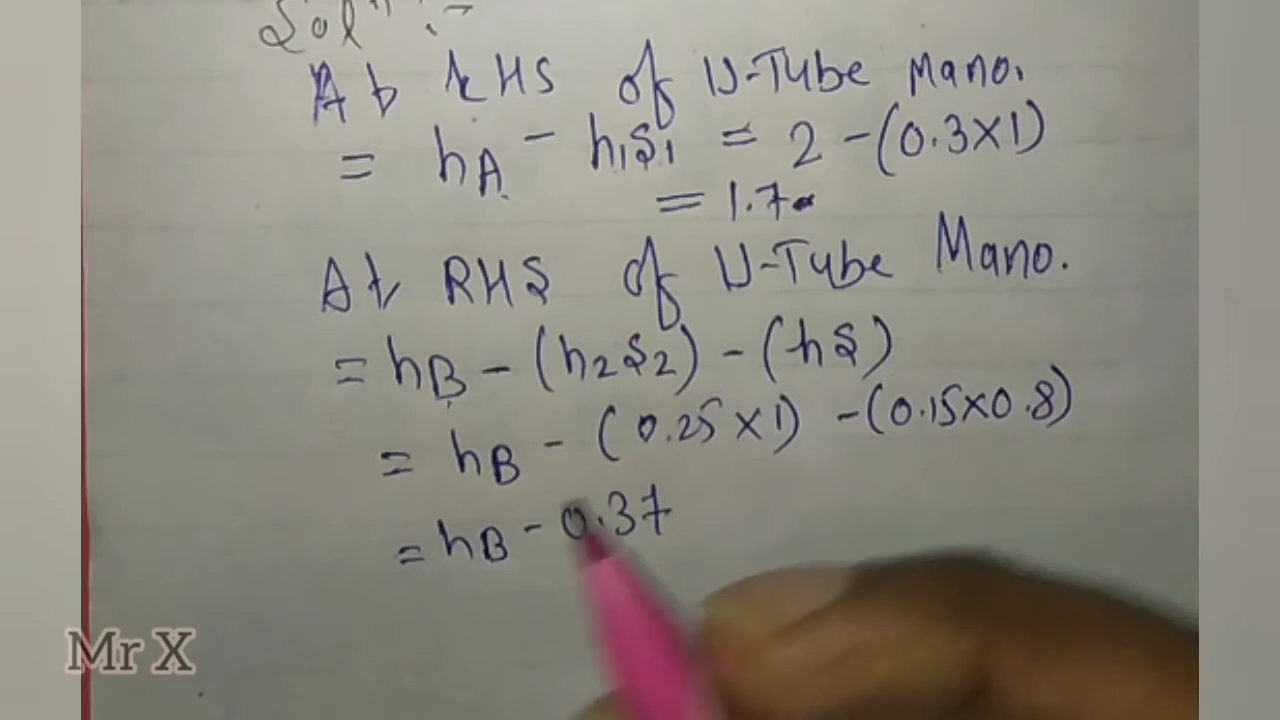 Solⁿ :-
At LHS of U-Tube Mano.
= hA - h₁S₁ = 2 - (0.3×1)
= 1.7
At RHS of U-Tube Mano.
= hB - (h₂S₂) - (hS)
= hB - (0.25×1) - (0.15×0.8)
= hB - 0.37
Mr X